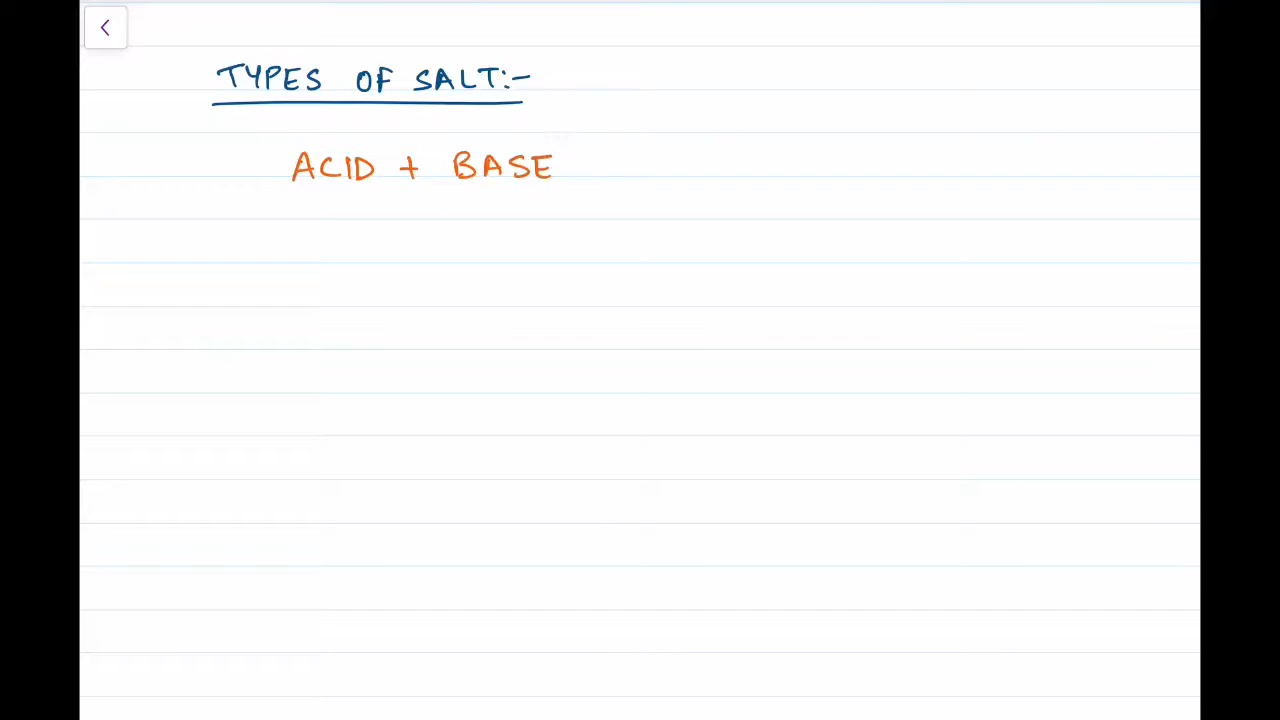 TYPES OF SALT:-
ACID + BASE